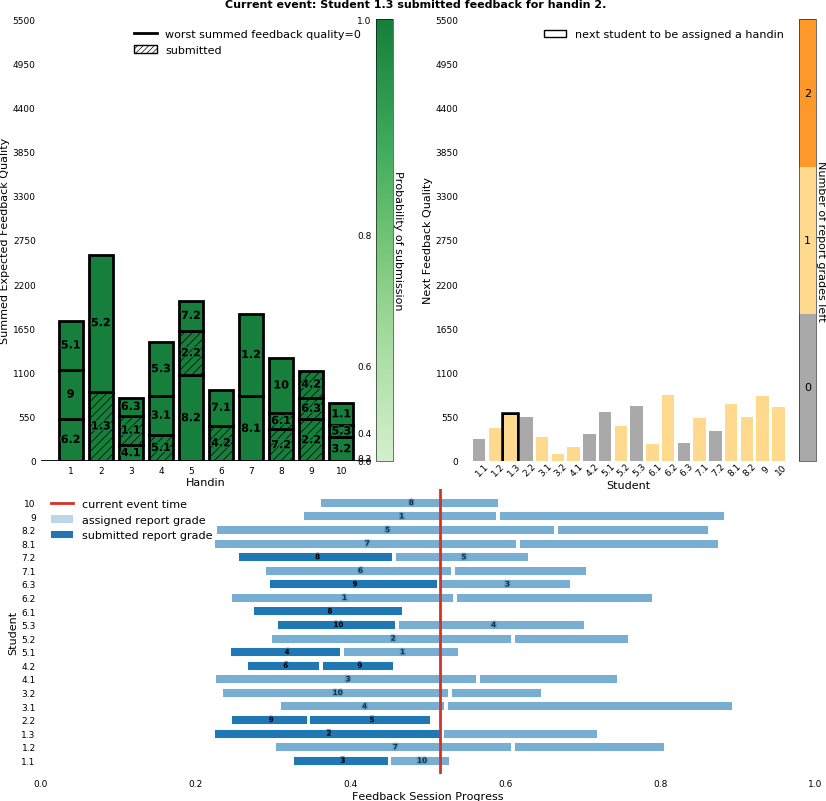 Current event: Student 1.3 submitted feedback for handin 2.
Summed Expected Feedback Quality
5500
4950
4400
3850
3300
2750
2200
1650
1100
550
0
worst summed feedback quality=0
submitted
5.1
9
6.2
5.2
1.3
6.3
1.1
4.1
5.3
3.1
5.1
7.2
2.2
8.2
7.1
4.2
1.2
8.1
10
6.1
7.2
4.2
6.3
2.2
1.1
5.3
3.2
1 2 3 4 5 6 7 8 9 10
Handin
1.0
0.8
0.6
0.4
0.2
0.0
Probability of submission
Next Feedback Quality
5500
4950
4400
3850
3300
2750
2200
1650
1100
550
0
next student to be assigned a handin
1.1 1.2 1.3 2.2 3.1 3.2 4.1 4.2 5.1 5.2 5.3 6.1 6.2 6.3 7.1 7.2 8.1 8.2 9 10
Student
2
1
0
Number of report grades left
current event time
assigned report grade
submitted report grade
Student
10 8
9 1
8.2 5
8.1 7
7.2 8 5
7.1 6
6.3 9 3
6.2 1
6.1 8
5.3 10 4
5.2 2
5.1 4 1
4.2 6 9
4.1 3
3.2 10
3.1 4
2.2 9 5
1.3 2
1.2 7
1.1 3 10
0.0 0.2 0.4 0.6 0.8 1.0
Feedback Session Progress